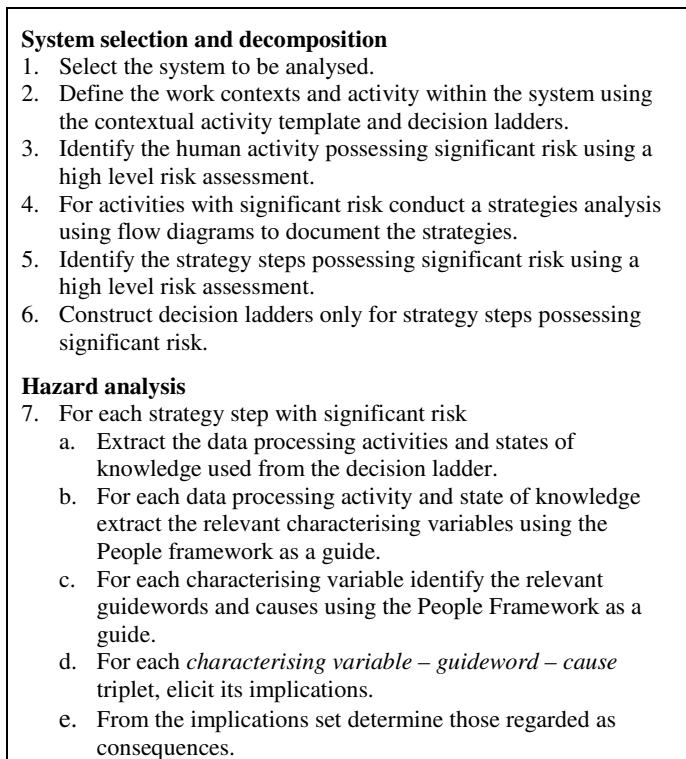 System selection and decomposition
1. Select the system to be analysed.
2. Define the work contexts and activity within the system using
the contextual activity template and decision ladders.
3. Identify the human activity possessing significant risk using a
high level risk assessment.
4. For activities with significant risk conduct a strategies analysis
using flow diagrams to document the strategies.
5. Identify the strategy steps possessing significant risk using a
high level risk assessment.
6. Construct decision ladders only for strategy steps possessing
significant risk.
Hazard analysis
7. For each strategy step with significant risk
a. Extract the data processing activities and states of
knowledge used from the decision ladder.
b. For each data processing activity and state of knowledge
extract the relevant characterising variables using the
People framework as a guide.
c. For each characterising variable identify the relevant
guidewords and causes using the People Framework as a
guide.
d. For each characterising variable – guideword – cause
triplet, elicit its implications.
e. From the implications set determine those regarded as
consequences.